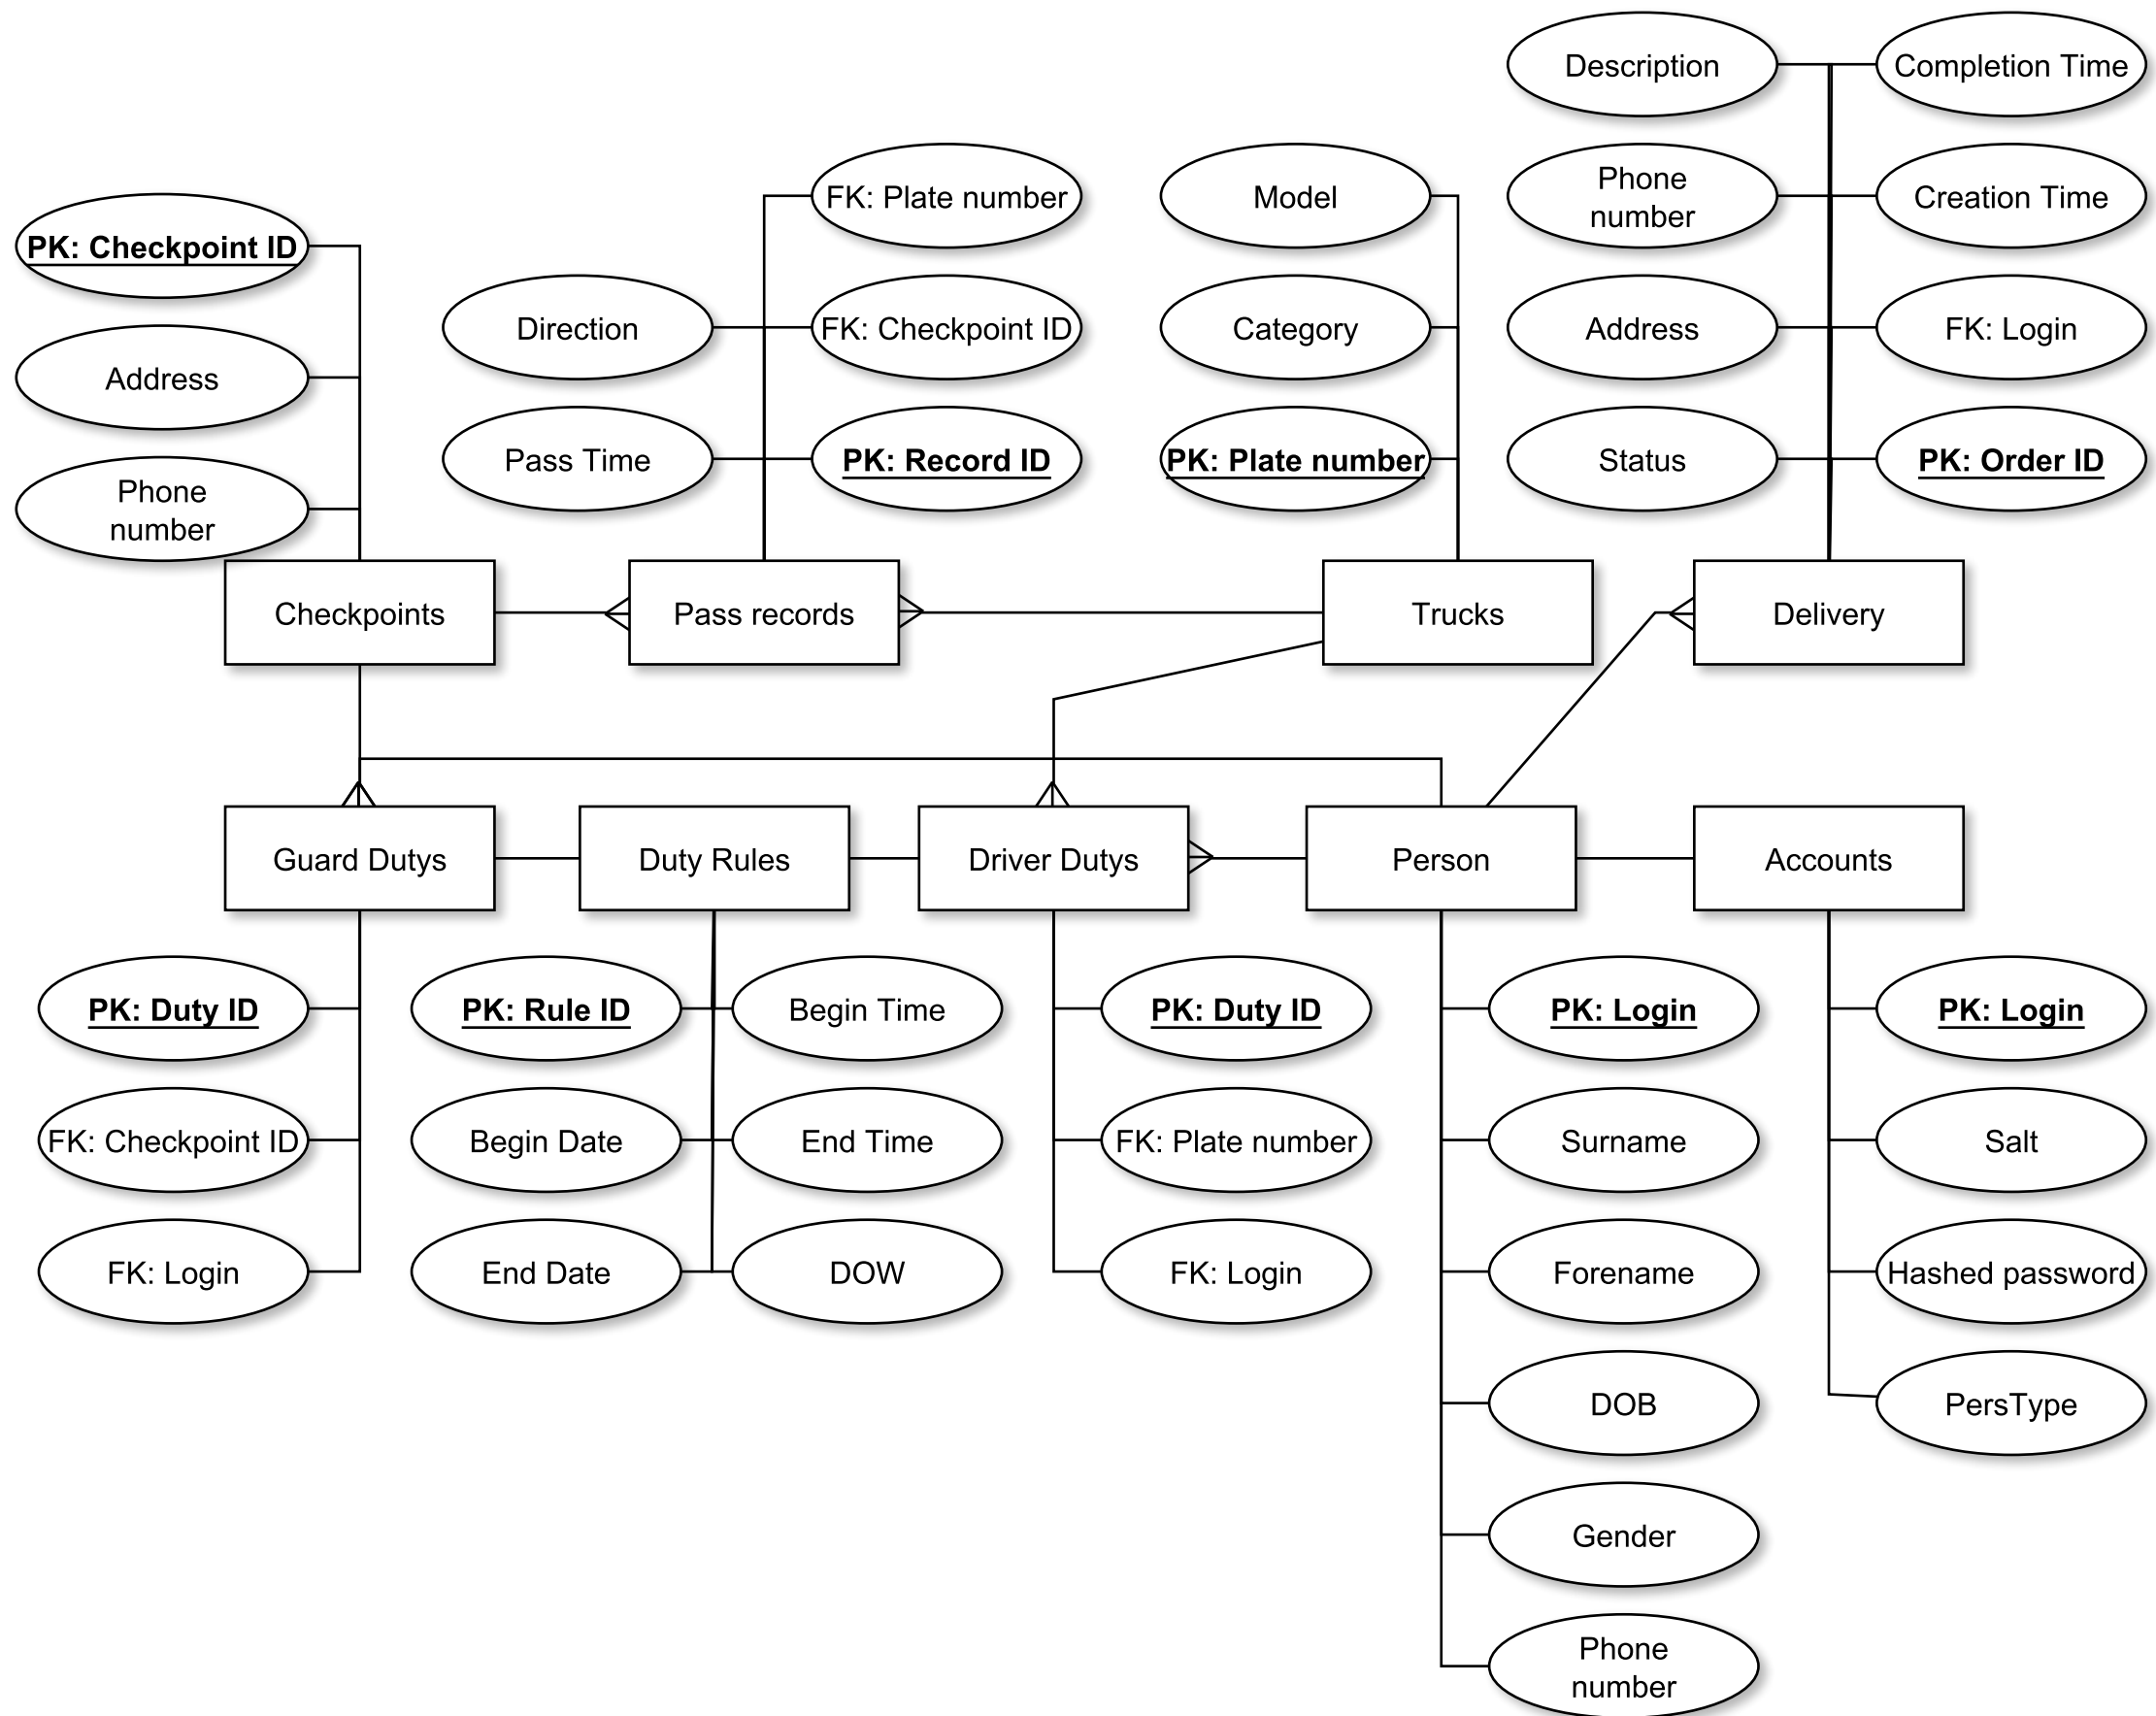 Description
Completion Time
Phone
number
Creation Time
FK: Plate number
Model
PK: Checkpoint ID
Direction
FK: Checkpoint ID
Category
Address
FK: Login
Address
Pass Time
PK: Record ID
PK: Plate number
Status
PK: Order ID
Phone
number
Checkpoints
Pass records
Trucks
Delivery
Guard Dutys
Duty Rules
Driver Dutys
Person
Accounts
PK: Duty ID
PK: Rule ID
Begin Time
PK: Duty ID
PK: Login
PK: Login
FK: Checkpoint ID
Begin Date
End Time
FK: Plate number
Surname
Salt
FK: Login
End Date
DOW
FK: Login
Forename
Hashed password
DOB
PersType
Gender
Phone
number